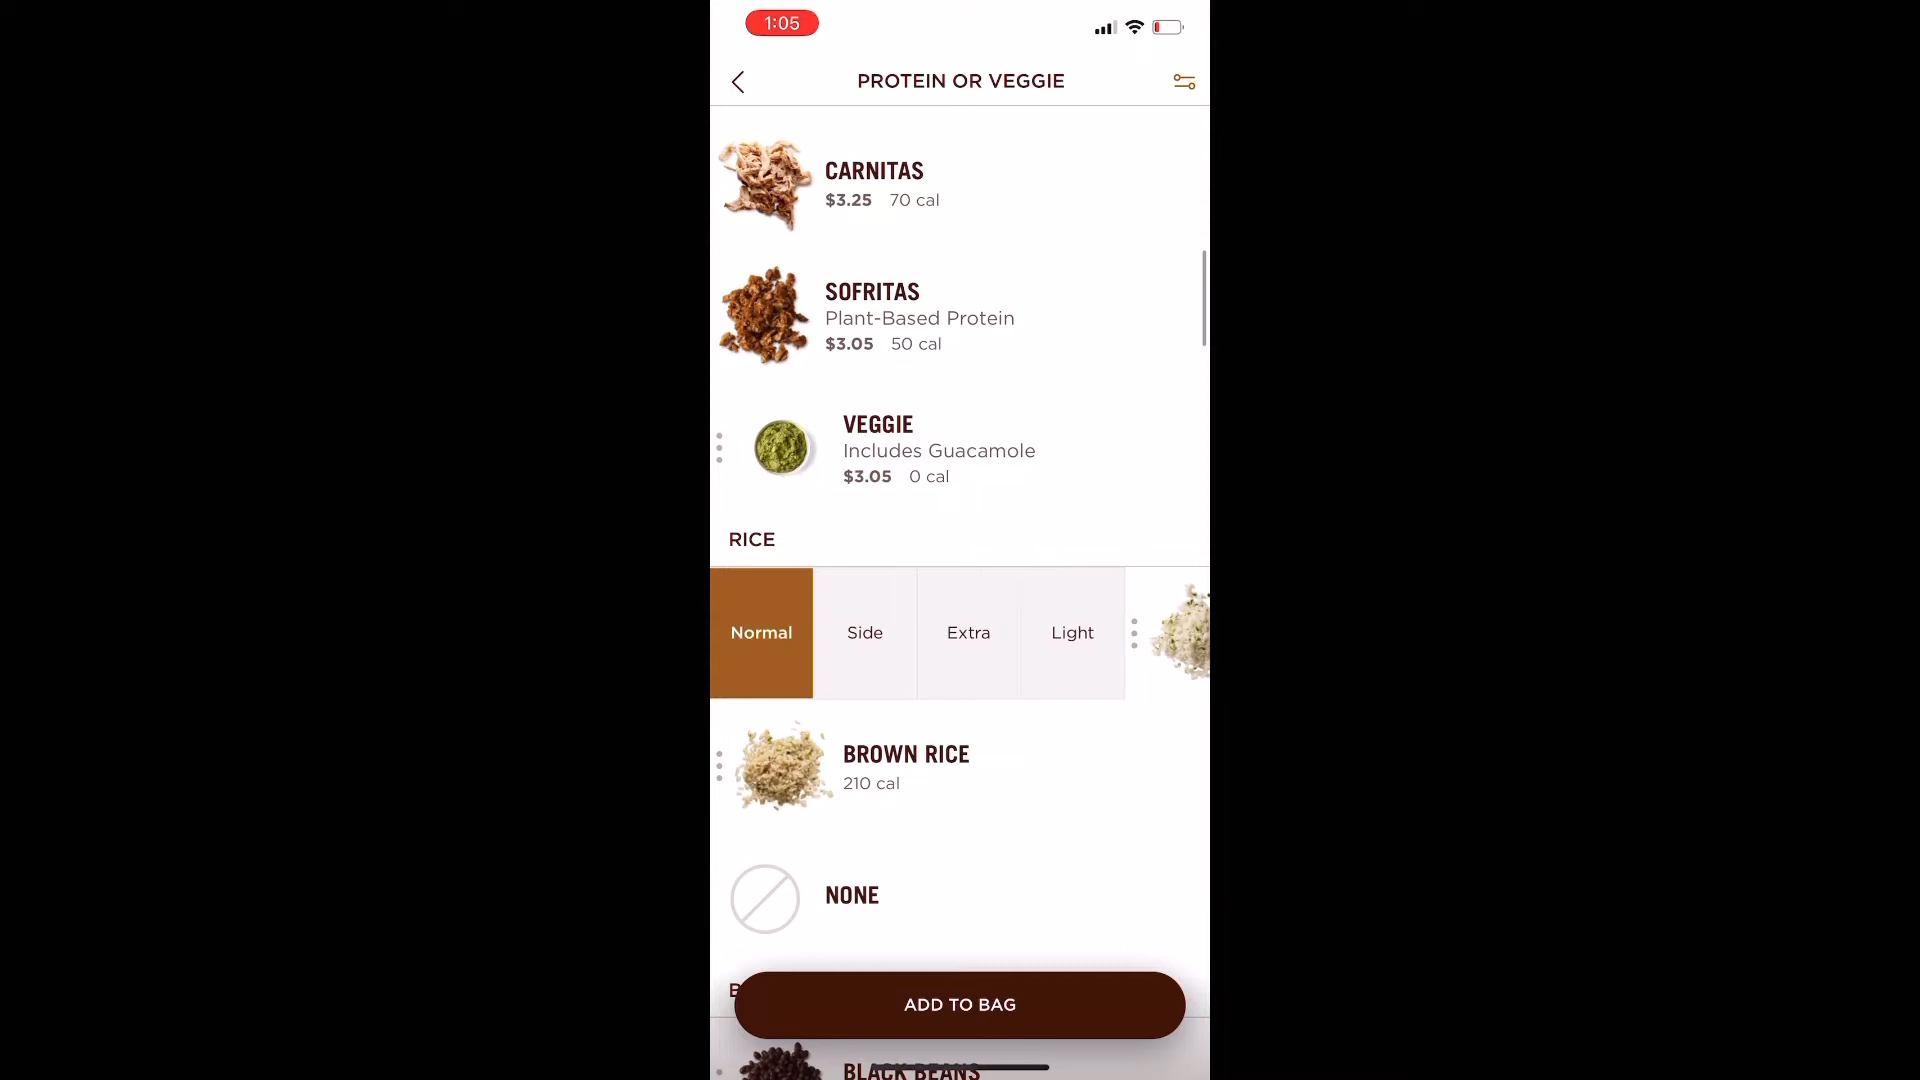 1:05
PROTEIN OR VEGGIE
CARNITAS
$3.25 70 cal
SOFRITAS
Plant-Based Protein
$3.05 50 cal
VEGGIE
Includes Guacamole
$3.05 0 cal
RICE
Normal Side Extra Light
BROWN RICE
210 cal
NONE
ADD TO BAG
BLACK BEANS